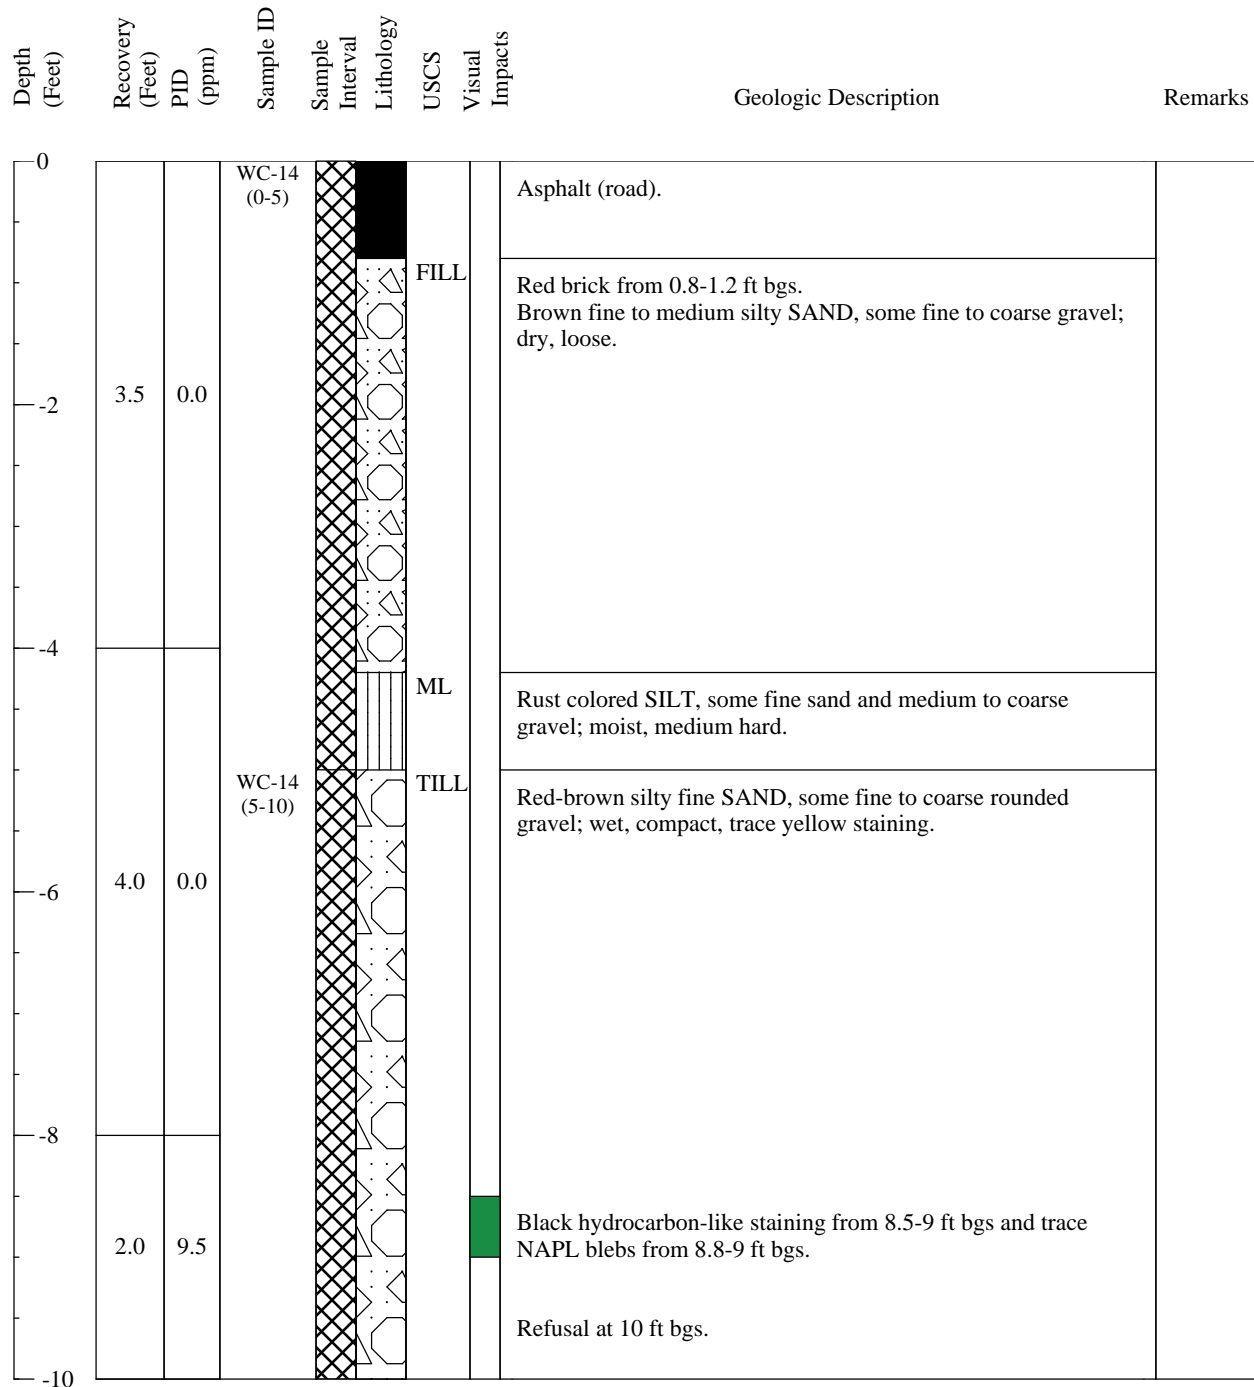 Depth
(Feet)
Recovery
(Feet)
PID
(ppm)
Sample ID
Sample
Interval
Lithology
USCS
Visual
Impacts
Geologic Description
Remarks
0
WC-14
(0-5)
Asphalt (road).
FILL
Red brick from 0.8-1.2 ft bgs.
Brown fine to medium silty SAND, some fine to coarse gravel;
dry, loose.
-2
3.5
0.0
-4
ML
Rust colored SILT, some fine sand and medium to coarse
gravel; moist, medium hard.
WC-14
(5-10)
TILL
Red-brown silty fine SAND, some fine to coarse rounded
gravel; wet, compact, trace yellow staining.
-6
4.0
0.0
-8
2.0
9.5
Black hydrocarbon-like staining from 8.5-9 ft bgs and trace
NAPL blebs from 8.8-9 ft bgs.
Refusal at 10 ft bgs.
-10